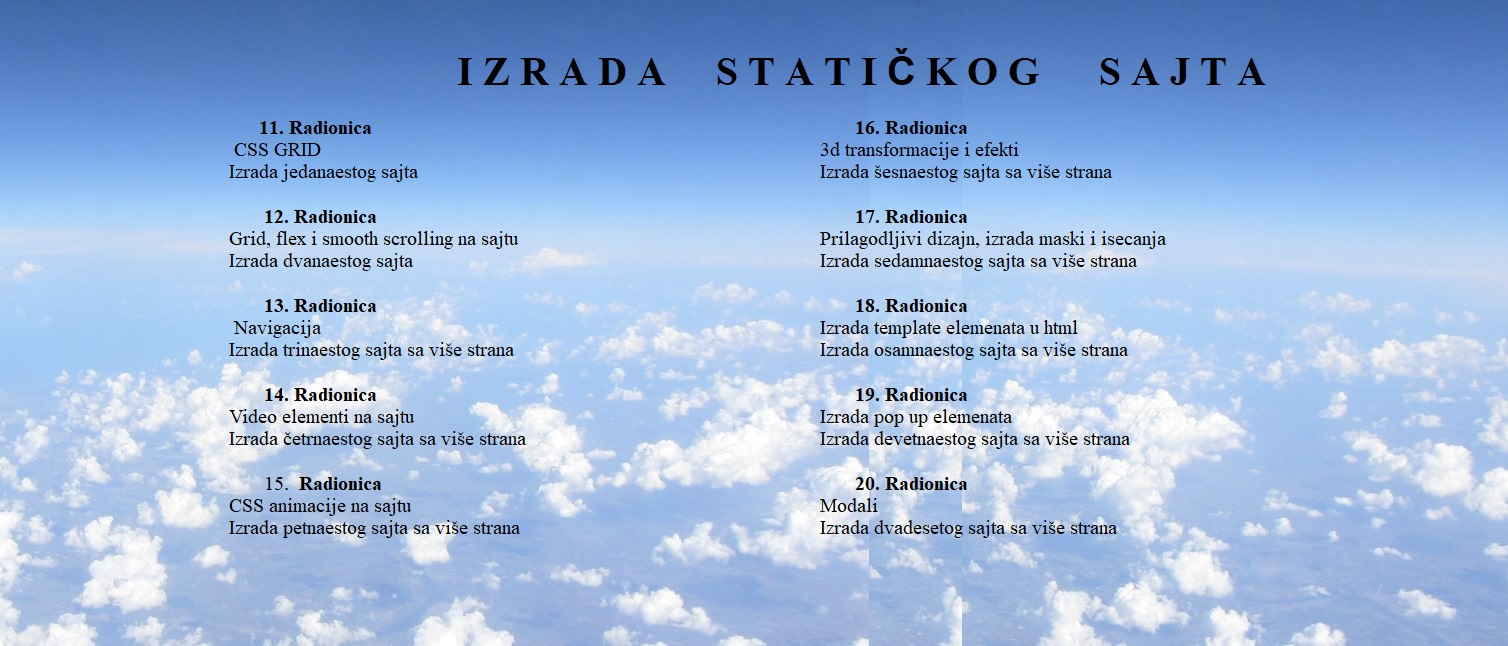 IZRADA STATIČKOG SAJTA
11. Radionica
CSS GRID
Izrada jedanaestog sajta
12. Radionica
Grid, flex i smooth scrolling na sajtu
Izrada dvanaestog sajta
13. Radionica
Navigacija
Izrada trinaestog sajta sa više strana
14. Radionica
Video elementi na sajtu
Izrada četrnaestog sajta sa više strana
15. Radionica
CSS animacije na sajtu
Izrada petnaestog sajta sa više strana
16. Radionica
3d transformacije i efekti
Izrada šesnaestog sajta sa više strana
17. Radionica
Prilagodljivi dizajn, izrada maski i isecanja
Izrada sedamnaestog sajta sa više strana
18. Radionica
Izrada template elemenata u html
Izrada osamnaestog sajta sa više strana
19. Radionica
Izrada pop up elemenata
Izrada devetnaestog sajta sa više strana
20. Radionica
Modali
Izrada dvadesetog sajta sa više strana